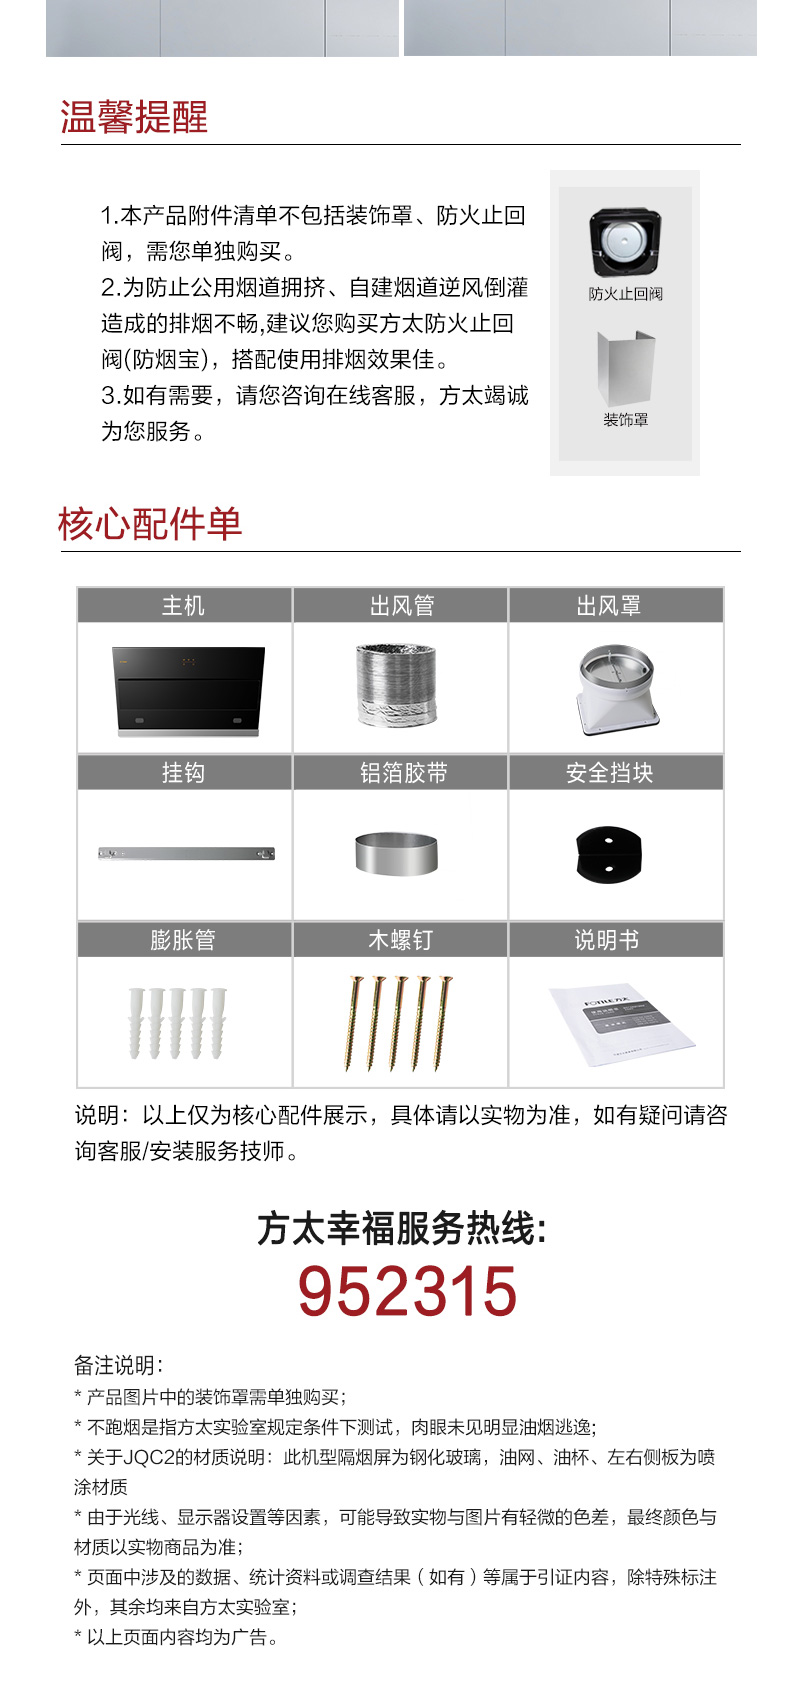 温馨提醒
1.本产品附件清单不包括装饰罩、防火止回
阀，需您单独购买。
2.为防止公用烟道拥挤、自建烟道逆风倒灌
造成的排烟不畅,建议您购买方太防火止回
阀(防烟宝)，搭配使用排烟效果佳。
3.如有需要，请您咨询在线客服，方太竭诚
为您服务。
防火止回阀
装饰罩
核心配件单
主机 出风管 出风罩
挂钩 铝箔胶带 安全挡块
膨胀管 木螺钉 说明书
FOTILE方太
说明：以上仅为核心配件展示，具体请以实物为准，如有疑问请咨
询客服/安装服务技师。
方太幸福服务热线:
952315
备注说明：
* 产品图片中的装饰罩需单独购买；
* 不跑烟是指方太实验室规定条件下测试，肉眼未见明显油烟逃逸;
* 关于JQC2的材质说明：此机型隔烟屏为钢化玻璃，油网、油杯、左右侧板为喷
涂材质
* 由于光线、显示器设置等因素，可能导致实物与图片有轻微的色差，最终颜色与
材质以实物商品为准；
* 页面中涉及的数据、统计资料或调查结果（如有）等属于引证内容，除特殊标注
外，其余均来自方太实验室；
* 以上页面内容均为广告。